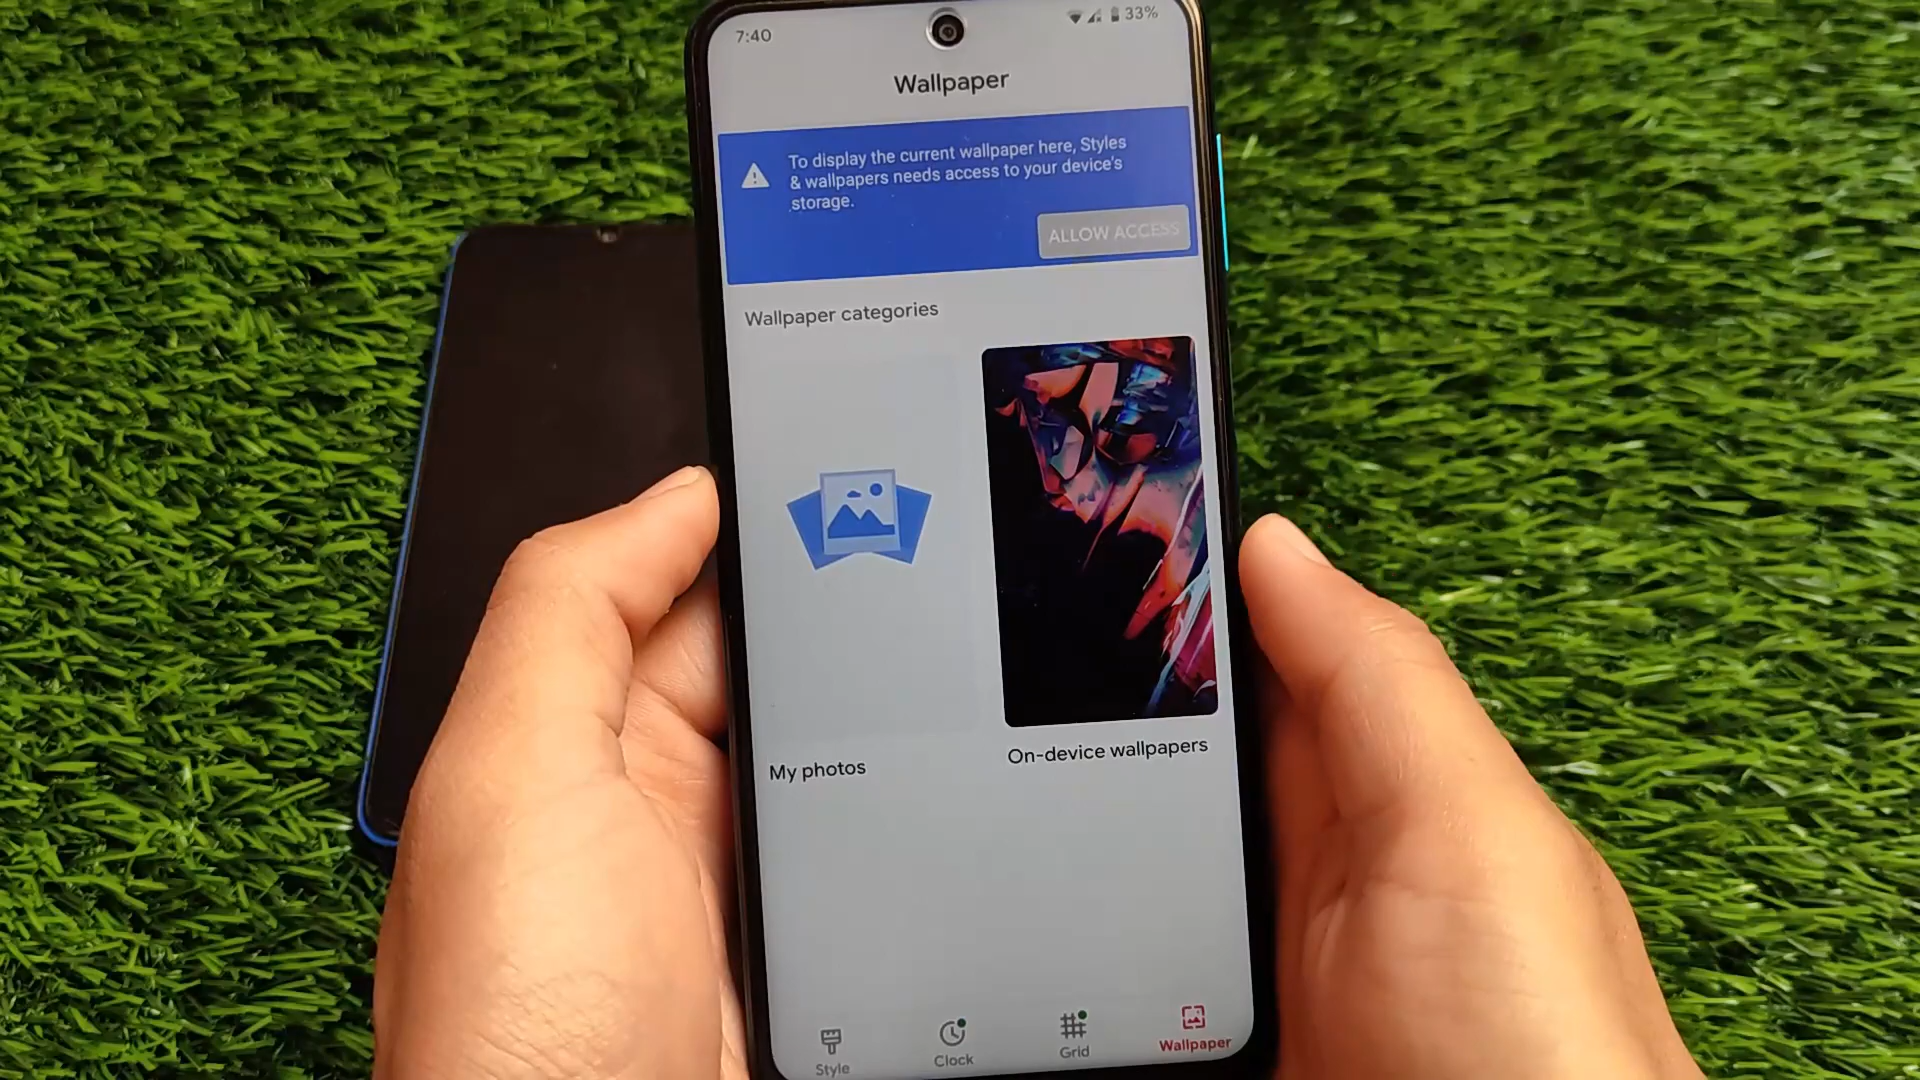 7:40
33%
Wallpaper
To display the current wallpaper here, Styles
& wallpapers needs access to your device's
storage.
ALLOW ACCESS
Wallpaper categories
My photos
On-device wallpapers
Style
Clock
Grid
Wallpaper